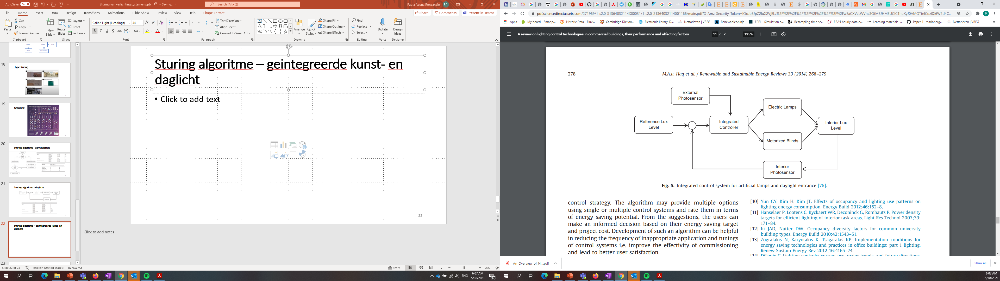 AutoSave On Sturing van verlichting systemen.pptx - Saving... Search (Alt+Q) Paula Acuna Roncancio PA
File Home Insert Draw Design Transitions Animations Slide Show Review View Help Shape Format Share Comments Present in Teams
Paste Cut Copy Format Painter
Clipboard
New Slide Reuse Slides Layout Reset Section
Slides
Calibri Light (Headings) 44
Font
Text Direction Align Text Convert to SmartArt
Paragraph
Arrange Quick Styles Shape Fill Shape Outline Shape Effects
Drawing
Find Replace Select
Editing
Dictate
Voice
Design Ideas
Designer
18
Type sturing
19
Grouping
20
Sturing algoritme - aanwezigheid
21
Sturing algoritme - daglicht
22
Sturing algoritme – geintegreerde kunst- en
daglicht
23
Sturing algoritme – geintegreerde kunst- en
daglicht
• Click to add text
22
Click to add notes
Slide 22 of 23 English (United States) Recovered Notes 95%
ENG 6:07 AM
5/18/2021
pdf.sciencedirectassets.com/271969/1-s2.0-S1364032114X00031/1-s2.0-S1364032114001166/main.pdf
Apps My board - Smapp... Historic Data - Fluvi... Cambridge Diction... Electronic library. D... Nettarieven | VREG Renewables.ninja EPFL - Simulation a... Resampling time se... ERA5 hourly data o... Learning materials -... Paper 1 · marioberg... Nettarieven | VREG
A review on lighting control technologies in commercial buildings, their performance and affecting factors 11 / 12 195%
278 M.A.u. Haq et al. / Renewable and Sustainable Energy Reviews 33 (2014) 268–279
External
Photosensor
Electric Lamps
Reference Lux
Level
Integrated
Controller
Interior Lux
Level
Motorized Blinds
Interior
Photosensor
Fig. 5. Integrated control system for artificial lamps and daylight entrance [76].
control strategy. The algorithm may provide multiple options
using single or multiple control systems and rate them in terms
of energy saving potential. From the suggestions, the users can
make an informed decision based on their energy saving target
and project cost. Development of such an algorithm can be helpful
in reducing the frequency of inappropriate application and tunings
of control systems i.e. improve the effectivity of commissioning
and lead to better user satisfaction.
[10] Yun GY, Kim H, Kim JT. Effects of occupancy and lighting use patterns on
lighting energy consumption. Energy Build 2012;46:152–8.
[11] Hanselaer P, Lootens C, Ryckaert WR, Deconinck G, Rombauts P. Power density
targets for efficient lighting of interior task areas. Light Res Technol 2007;39:
171–84.
[12] Iii JAD, Nutter DW. Occupancy diversity factors for common university
building types. Energy Build 2010;42:1543–51.
[13] Zografakis N, Karyotakis K, Tsagarakis KP. Implementation conditions for
energy saving technologies and practices in office buildings: part 1 lighting.
Renew Sustain Energy Rev 2012;16:4165–74.
[14] DiLouie C. Lighting controls: current use, major trends, and future directions.
An_Overview_of_N....pdf Show all
6:07 AM
5/18/2021